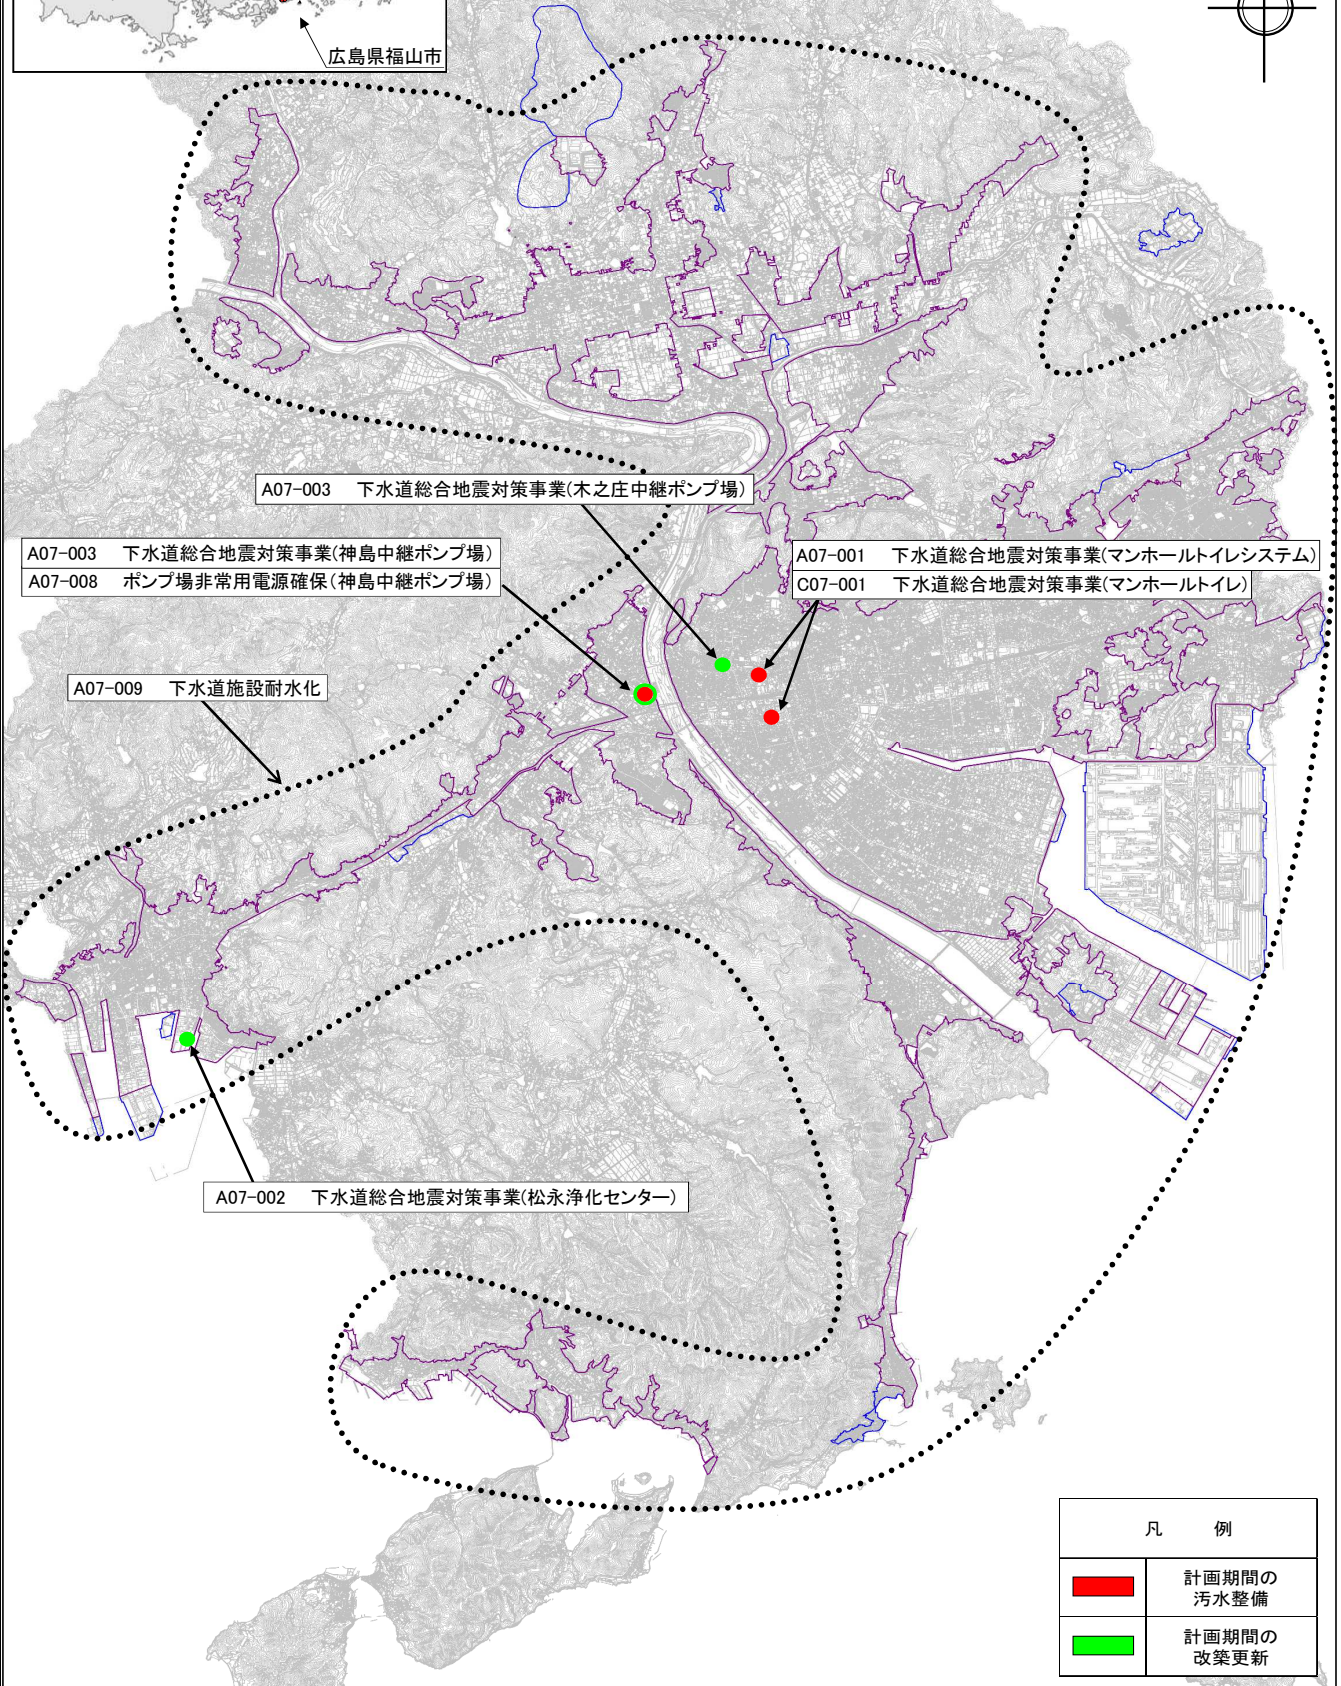 広島県福山市
A07-003 下水道総合地震対策事業(木之庄中継ポンプ場)
A07-003 下水道総合地震対策事業(神島中継ポンプ場)
A07-008 ポンプ場非常用電源確保(神島中継ポンプ場)
A07-001 下水道総合地震対策事業(マンホールトイレシステム)
C07-001 下水道総合地震対策事業(マンホールトイレ)
A07-009 下水道施設耐水化
A07-002 下水道総合地震対策事業(松永浄化センター)
凡 例
計画期間の
汚水整備
計画期間の
改築更新